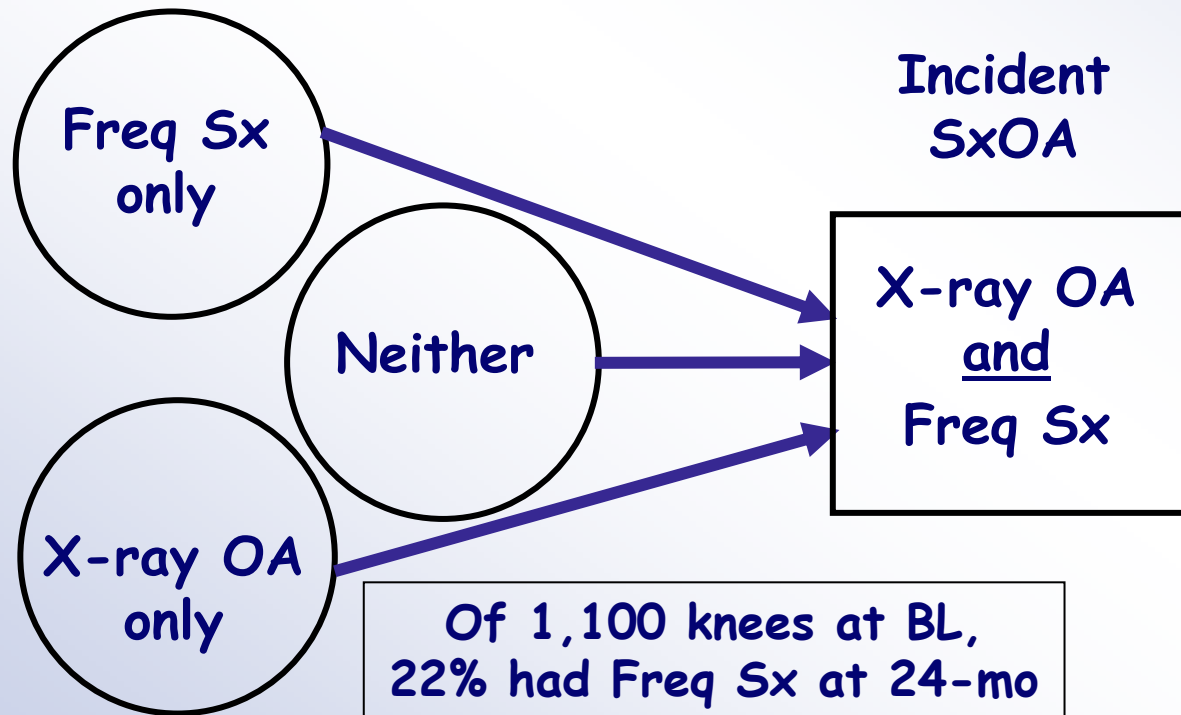 Freq Sx
only
Neither
X-ray OA
only
Incident
SxOA
X-ray OA
and
Freq Sx
Of 1,100 knees at BL,
22% had Freq Sx at 24-mo